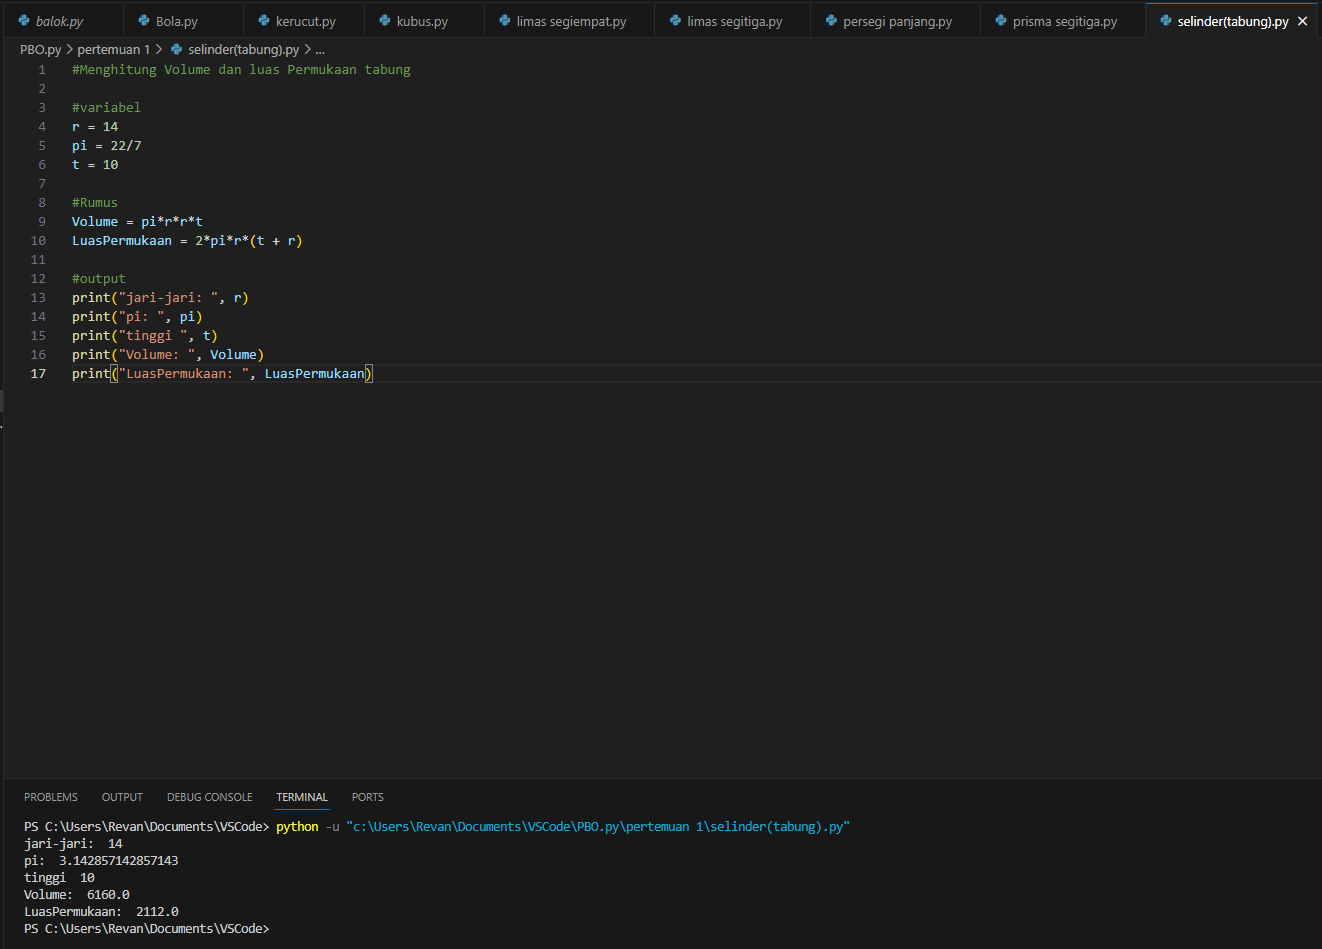 balok.py Bola.py kerucut.py kubus.py limas segiempat.py limas segitiga.py persegi panjang.py prisma segitiga.py selinder(tabung).py
PBO.py > pertemuan 1 > selinder(tabung).py > ...
1 #Menghitung Volume dan luas Permukaan tabung
2
3 #variabel
4 r = 14
5 pi = 22/7
6 t = 10
7
8 #Rumus
9 Volume = pi*r*r*t
10 LuasPermukaan = 2*pi*r*(t + r)
11
12 #output
13 print("jari-jari: ", r)
14 print("pi: ", pi)
15 print("tinggi ", t)
16 print("Volume: ", Volume)
17 print("LuasPermukaan: ", LuasPermukaan)
PROBLEMS OUTPUT DEBUG CONSOLE TERMINAL PORTS
PS C:\Users\Revan\Documents\VSCode> python -u "c:\Users\Revan\Documents\VSCode\PBO.py\pertemuan 1\selinder(tabung).py"
jari-jari:  14
pi:  3.142857142857143
tinggi  10
Volume:  6160.0
LuasPermukaan:  2112.0
PS C:\Users\Revan\Documents\VSCode>